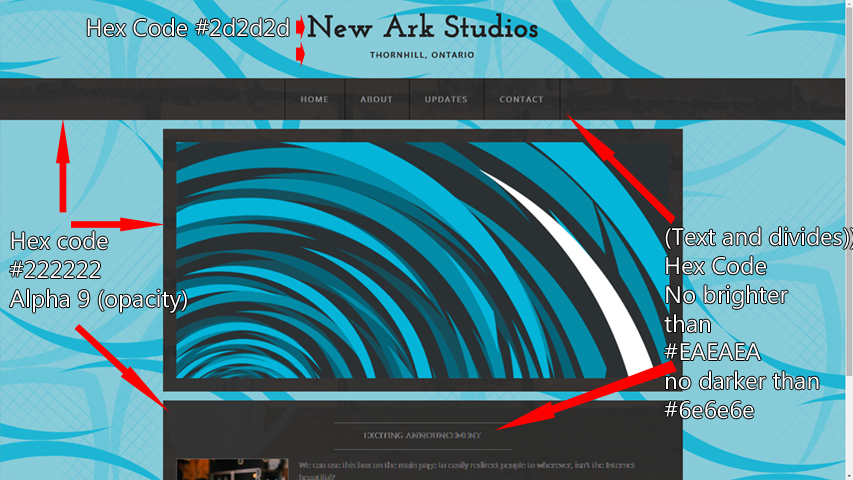 Hex Code #2d2d2d
New Ark Studios
THORNHILL, ONTARIO
HOME ABOUT UPDATES CONTACT
Hex code
#222222
Alpha 9 (opacity)
(Text and divides))
Hex Code
No brighter
than
#EAEAEA
no darker than
#6e6e6e
EXCITING ANNOUNCEMENT
We can use this box on the main page to easily redirect people to wherever, isn't the internet
beautiful?